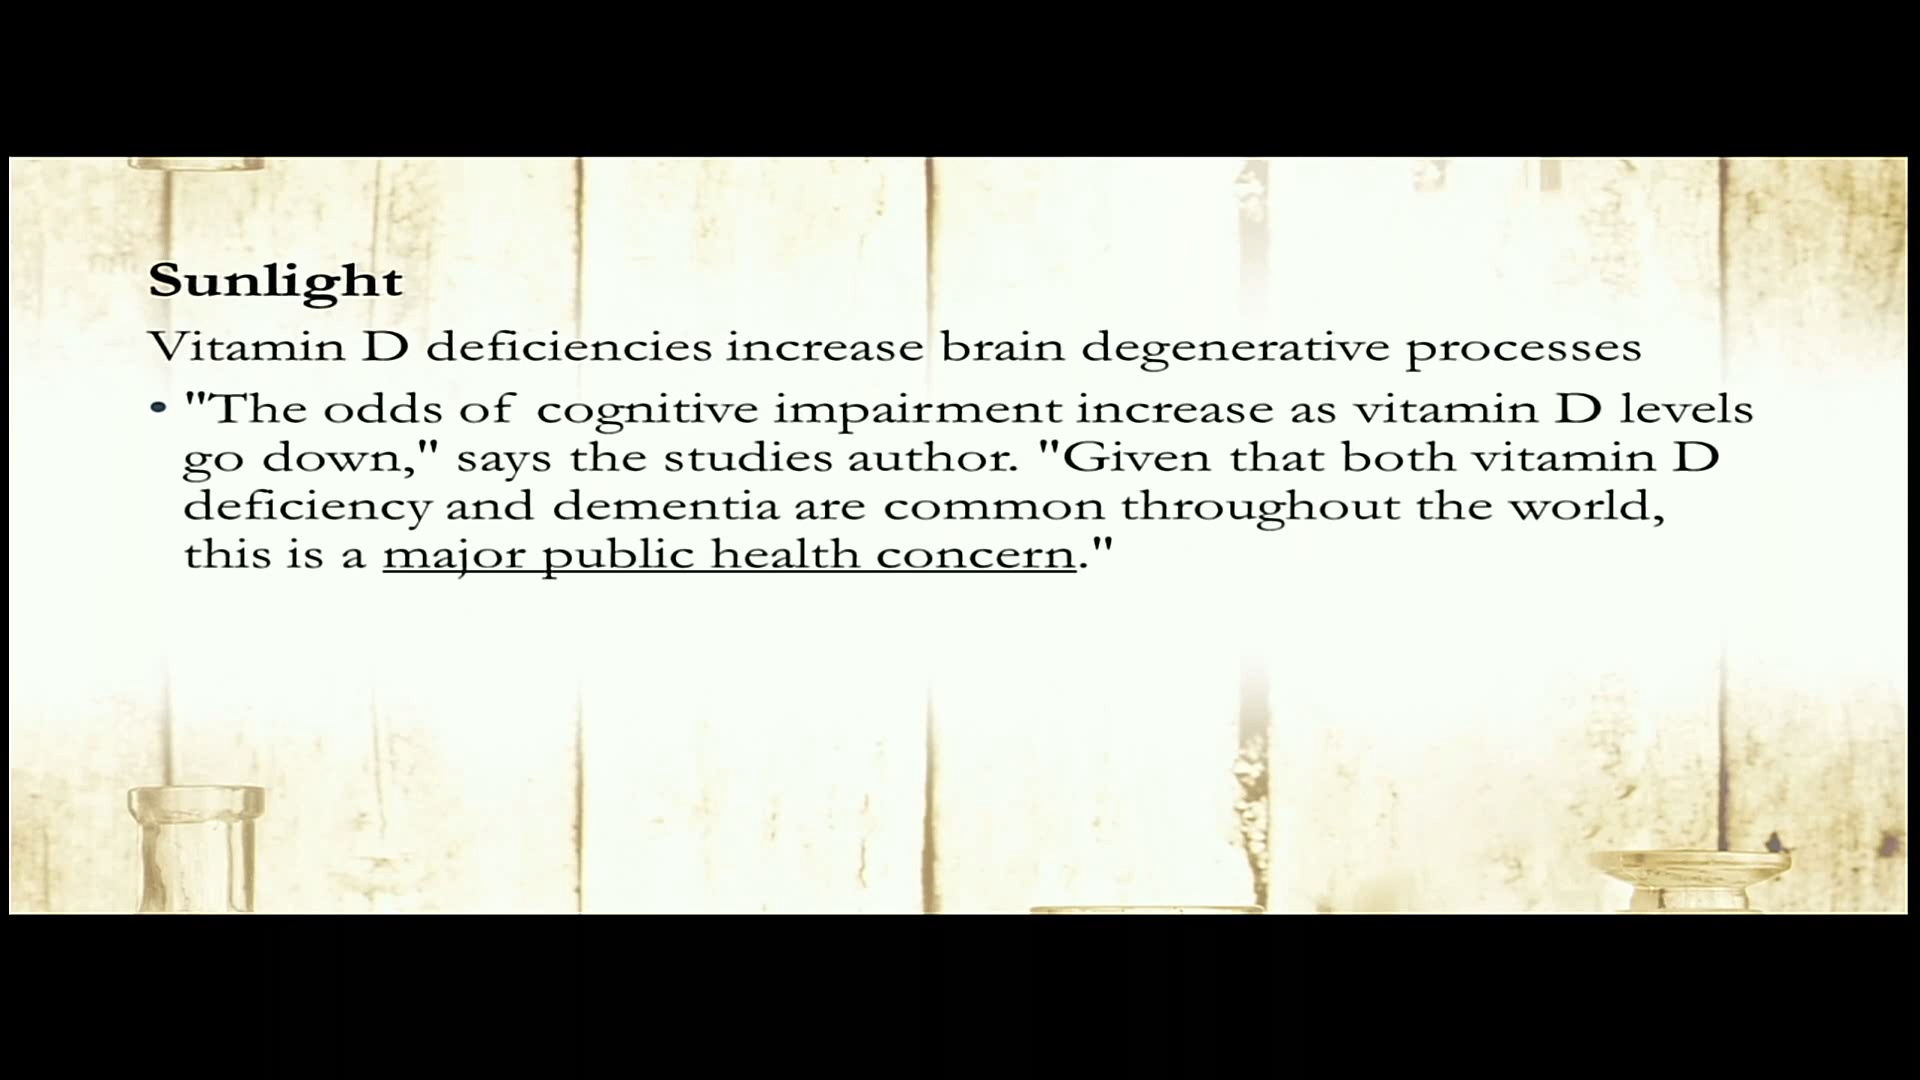 Sunlight
Vitamin D deficiencies increase brain degenerative processes
• "The odds of cognitive impairment increase as vitamin D levels
go down," says the studies author. "Given that both vitamin D
deficiency and dementia are common throughout the world,
this is a major public health concern."